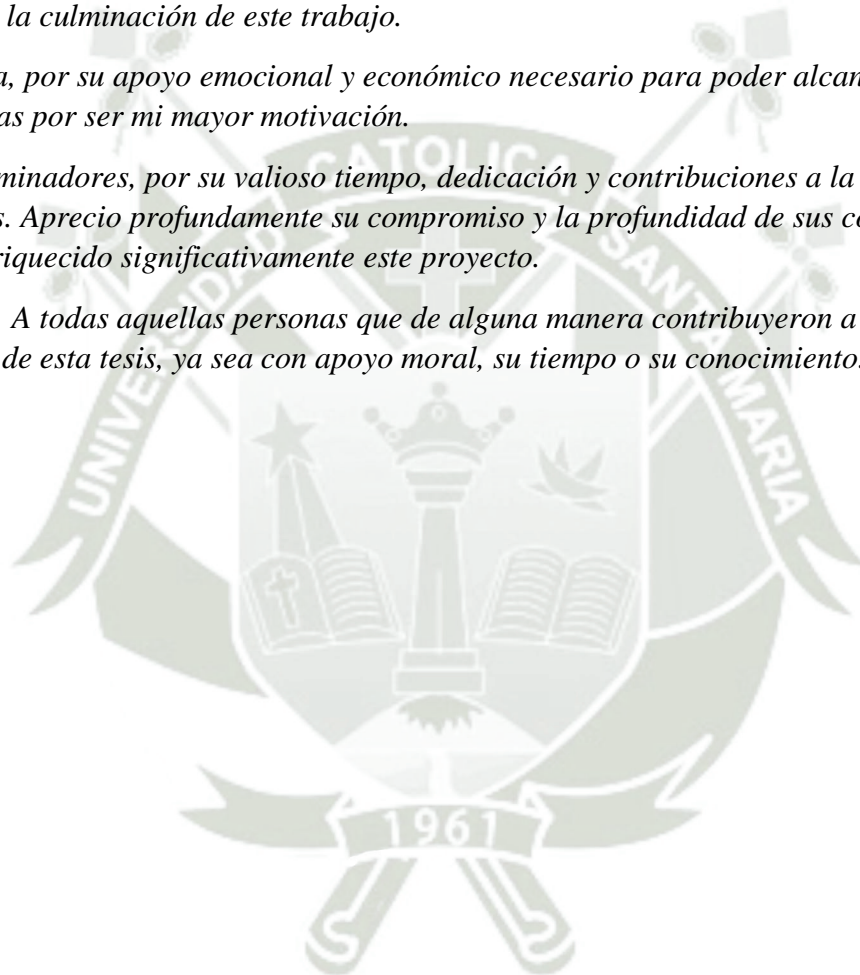 la culminación de este trabajo.
a, por su apoyo emocional y económico necesario para poder
as por ser mi mayor motivación.
minadores, por su valioso tiempo, dedicación y contribuciones a la
s. Aprecio profundamente su compromiso y la profundidad de sus
riquecido significativamente este proyecto.
A todas aquellas personas que de alguna manera contribuyeron a
de esta tesis, ya sea con apoyo moral, su tiempo o su conocimiento.
UNIVERSIDAD CATOLICA SANTA MARIA
1961